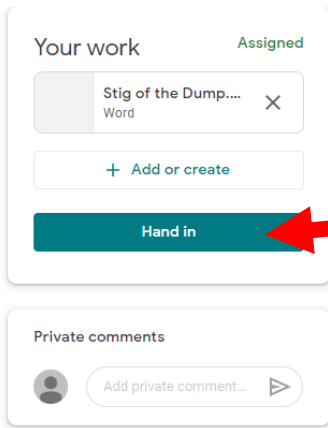 Your work Assigned
Stig of the Dump....
Word
+ Add or create
Hand in
Private comments
Add private comment...